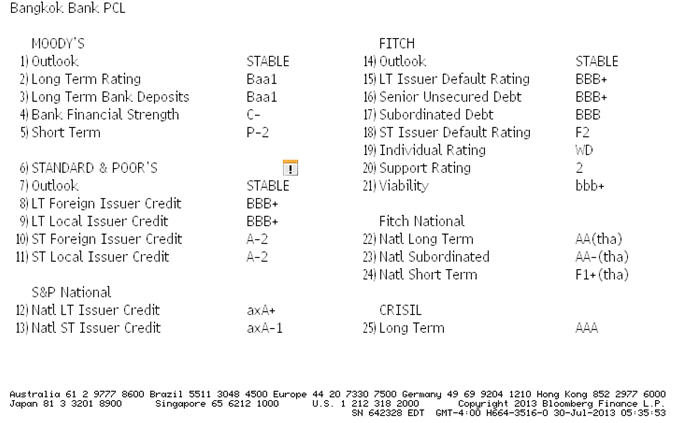 Bangkok Bank PCL
MOODY'S
1) Outlook STABLE
2) Long Term Rating Baa1
3) Long Term Bank Deposits Baa1
4) Bank Financial Strength C-
5) Short Term P-2
6) STANDARD & POOR'S
7) Outlook STABLE
8) LT Foreign Issuer Credit BBB+
9) LT Local Issuer Credit BBB+
10) ST Foreign Issuer Credit A-2
11) ST Local Issuer Credit A-2
S&P National
12) Natl LT Issuer Credit axA+
13) Natl ST Issuer Credit axA-1
FITCH
14) Outlook STABLE
15) LT Issuer Default Rating BBB+
16) Senior Unsecured Debt BBB+
17) Subordinated Debt BBB
18) ST Issuer Default Rating F2
19) Individual Rating WD
20) Support Rating 2
21) Viability bbb+
Fitch National
22) Natl Long Term AA(tha)
23) Natl Subordinated AA-(tha)
24) Natl Short Term F1+(tha)
CRISIL
25) Long Term AAA
Australia 61 2 9777 8600 Brazil 5511 3048 4500 Europe 44 20 7330 7500 Germany 49 69 9204 1210 Hong Kong 852 2977 6000
Japan 81 3 3201 8900 Singapore 65 6212 1000 U.S. 1 212 318 2000 Copyright 2013 Bloomberg Finance L.P.
SN 642328 EDT GMT-4:00 H664-3516-0 30-Jul-2013 05:35:53